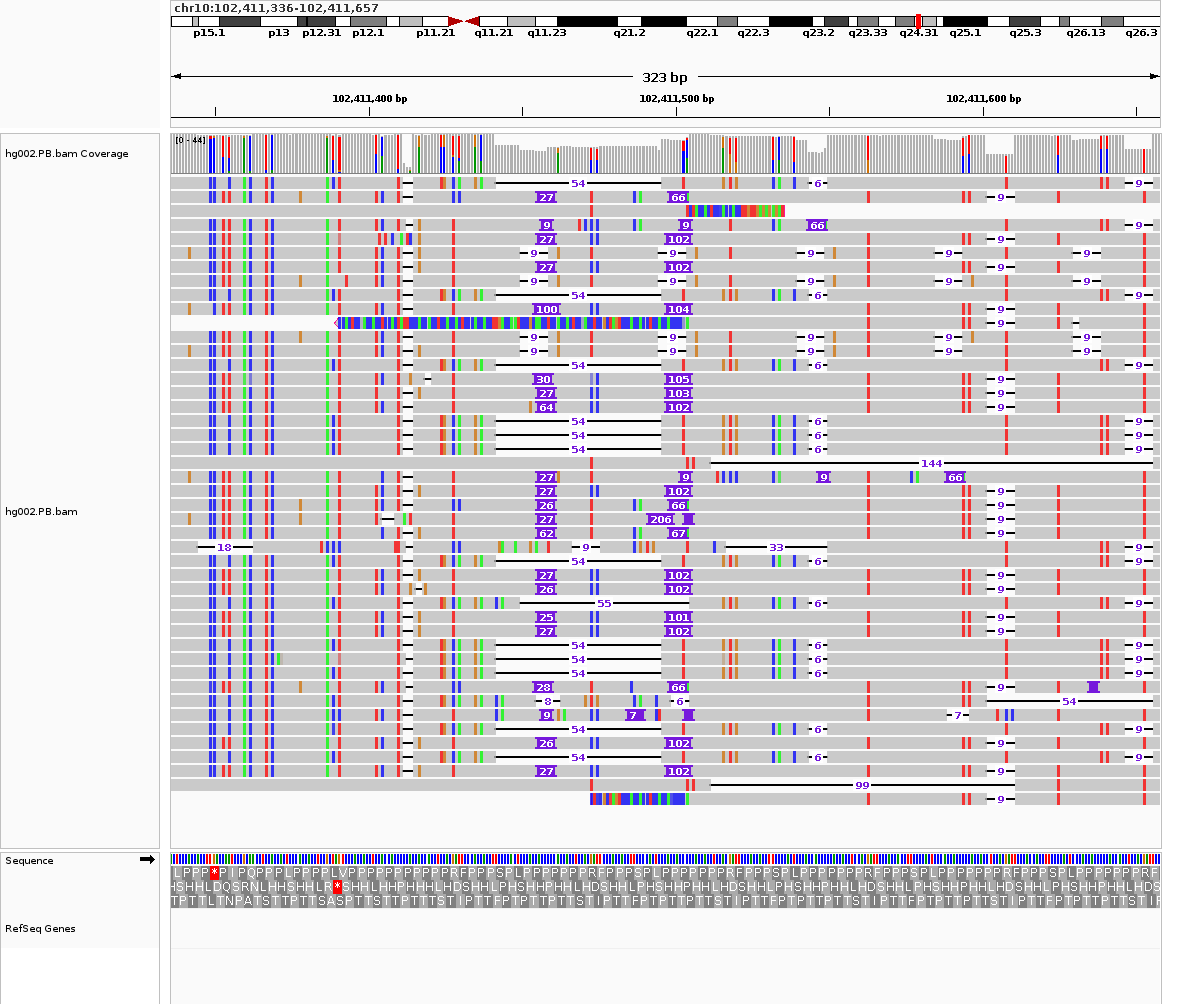 chr10:102,411,336-102,411,657
p15.1 p13 p12.31 p12.1 p11.21 q11.21 q11.23 q21.2 q22.1 q22.3 q23.2 q23.33 q24.31 q25.1 q25.3 q26.13 q26.3
323 bp
102,411,400 bp 102,411,500 bp 102,411,600 bp
[0 - 44]
hg002.PB.bam Coverage
54 6 9
27 66 9
9 9 66 9
27 102 9
9 9 9 9 9
27 102 9
9 9 9 9 9
54 6 9
100 104 9
9
9 9 9 9 9
9 9 9 9 9
54 6 9
30 105 9
27 103 9
64 102 9
54 6 9
54 6 9
54 6 9
144
27 9 9 66 9
27 102 9
hg002.PB.bam
26 66 9
27 206 9
62 67 9
18 9 33 9
54 6 9
27 102 9
26 102 9
55 6 9
25 101 9
27 102 9
54 6 9
54 6 9
54 6 9
28 66 9
8 6 54
9 7 7
54 6 9
26 102 9
54 6 9
27 102 9
99
9
Sequence
RefSeq Genes